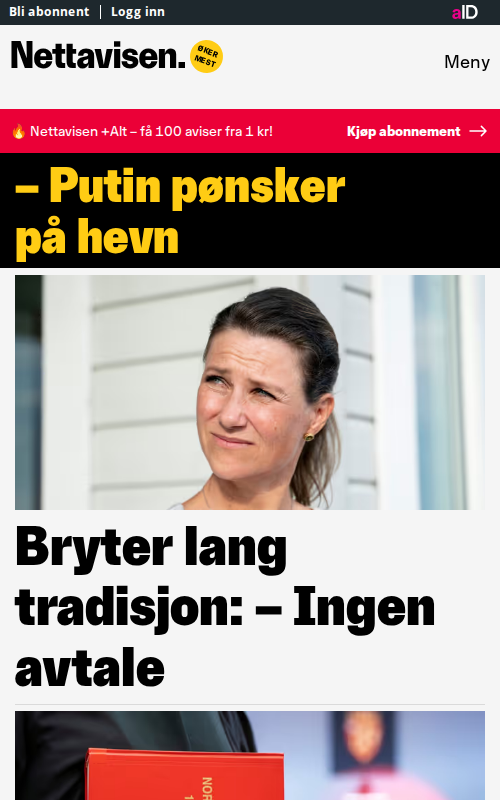 Bli abonnent | Logg inn
aID
Nettavisen.
ØKER
MEST
Meny
🔥 Nettavisen +Alt – få 100 aviser fra 1 kr!
Kjøp abonnement →
– Putin pønsker
på hevn
Bryter lang
tradisjon: – Ingen
avtale
NOR